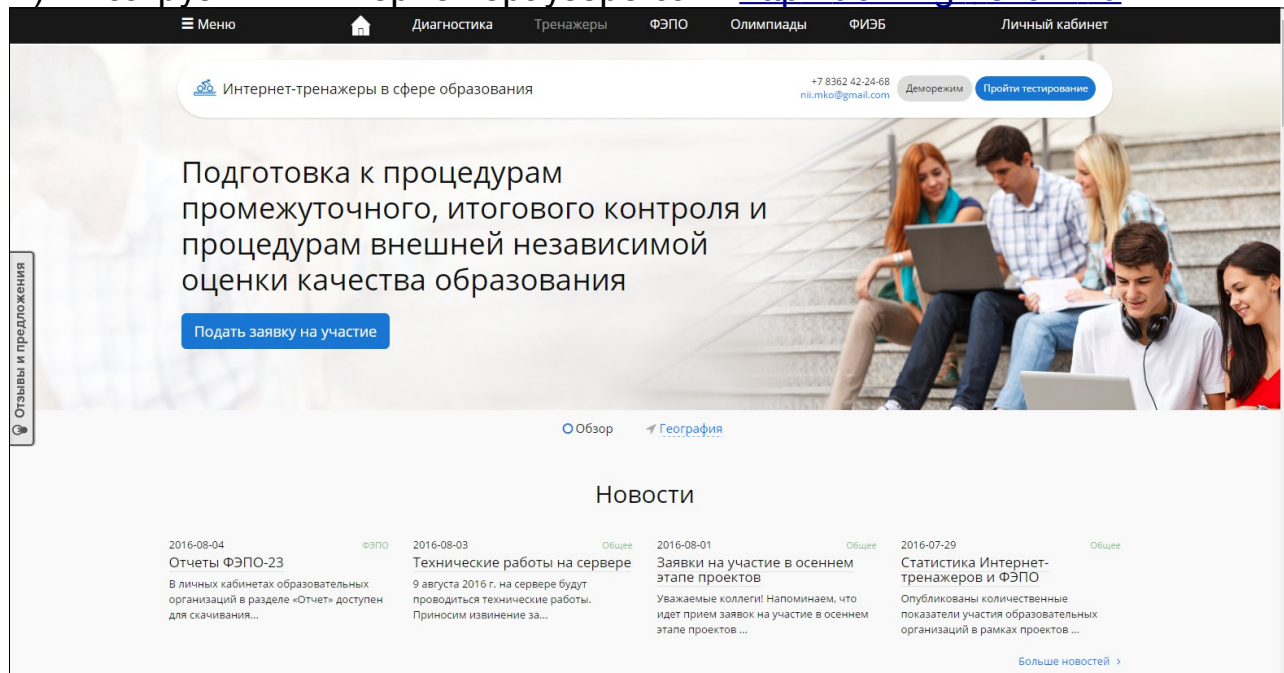 Меню
Диагностика
Тренажеры
ФЭПО
Олимпиады
ФИЭБ
Личный кабинет
Интернет-тренажеры в сфере образования
+7 8362 42-24-68
nii.mko@gmail.com
Деморежим
Пройти тестирование
Подготовка к процедурам
промежуточного, итогового контроля и
процедурам внешней независимой
оценки качества образования
Подать заявку на участие
Отзывы и предложения
Обзор
География
Новости
2016-08-04 ФЭПО
Отчеты ФЭПО-23
В личных кабинетах образовательных
организаций в разделе «Отчет» доступен
для скачивания...
2016-08-03 Общее
Технические работы на сервере
9 августа 2016 г. на сервере будут
проводиться технические работы.
Приносим извинение за...
2016-08-01 Общее
Заявки на участие в осеннем
этапе проектов
Уважаемые коллеги! Напоминаем, что
идет прием заявок на участие в осеннем
этапе проектов ...
2016-07-29 Общее
Статистика Интернет-
тренажеров и ФЭПО
Опубликованы количественные
показатели участия образовательных
организаций в рамках проектов ...
Больше новостей >